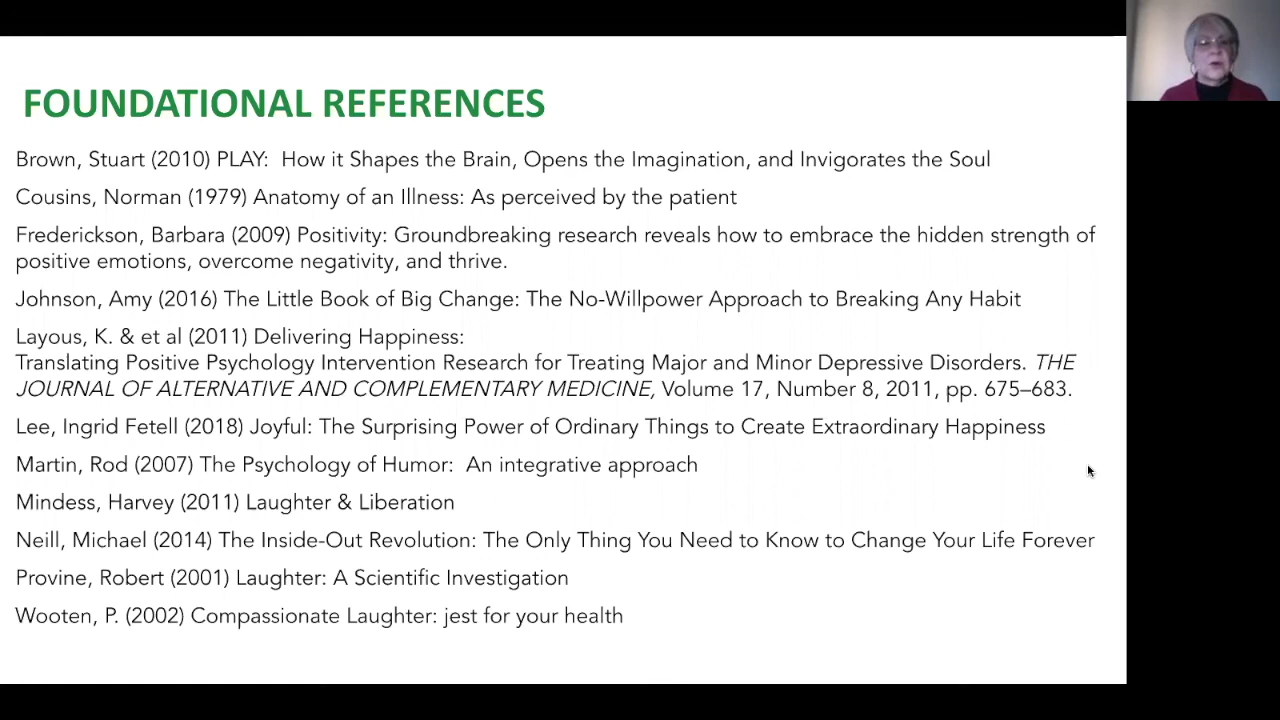 FOUNDATIONAL REFERENCES
Brown, Stuart (2010) PLAY:  How it Shapes the Brain, Opens the Imagination, and Invigorates the Soul
Cousins, Norman (1979) Anatomy of an Illness: As perceived by the patient
Frederickson, Barbara (2009) Positivity: Groundbreaking research reveals how to embrace the hidden strength of
positive emotions, overcome negativity, and thrive.
Johnson, Amy (2016) The Little Book of Big Change: The No-Willpower Approach to Breaking Any Habit
Layous, K. & et al (2011) Delivering Happiness:
Translating Positive Psychology Intervention Research for Treating Major and Minor Depressive Disorders. THE
JOURNAL OF ALTERNATIVE AND COMPLEMENTARY MEDICINE, Volume 17, Number 8, 2011, pp. 675–683.
Lee, Ingrid Fetell (2018) Joyful: The Surprising Power of Ordinary Things to Create Extraordinary Happiness
Martin, Rod (2007) The Psychology of Humor:  An integrative approach
Mindess, Harvey (2011) Laughter & Liberation
Neill, Michael (2014) The Inside-Out Revolution: The Only Thing You Need to Know to Change Your Life Forever
Provine, Robert (2001) Laughter: A Scientific Investigation
Wooten, P. (2002) Compassionate Laughter: jest for your health